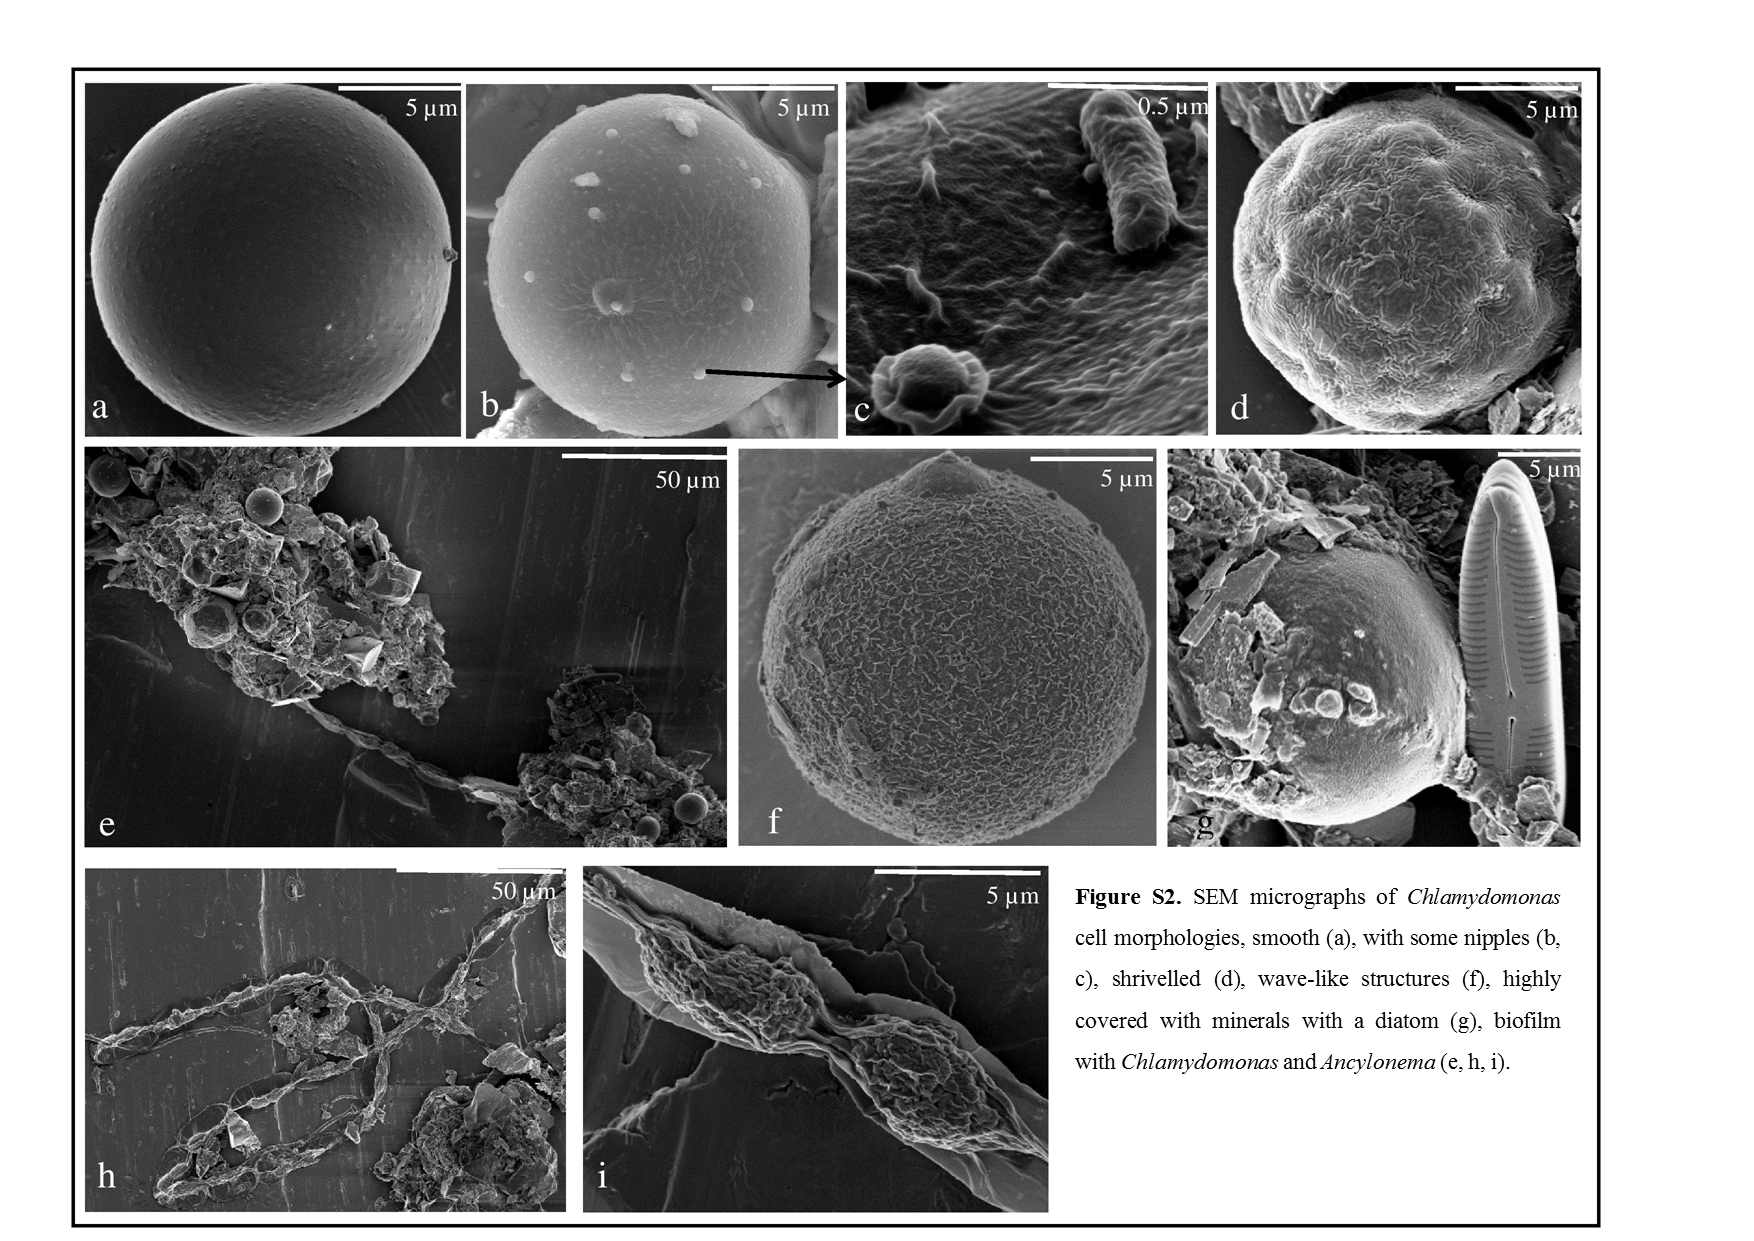 5 µm
a
5 µm
b
0.5 µm
c
5 µm
d
50 µm
e
5 µm
f
5 µm
g
50 µm
h
5 µm
i
Figure S2. SEM micrographs of Chlamydomonas
cell morphologies, smooth (a), with some nipples (b,
c), shrivelled (d), wave-like structures (f), highly
covered with minerals with a diatom (g), biofilm
with Chlamydomonas and Ancylonema (e, h, i).